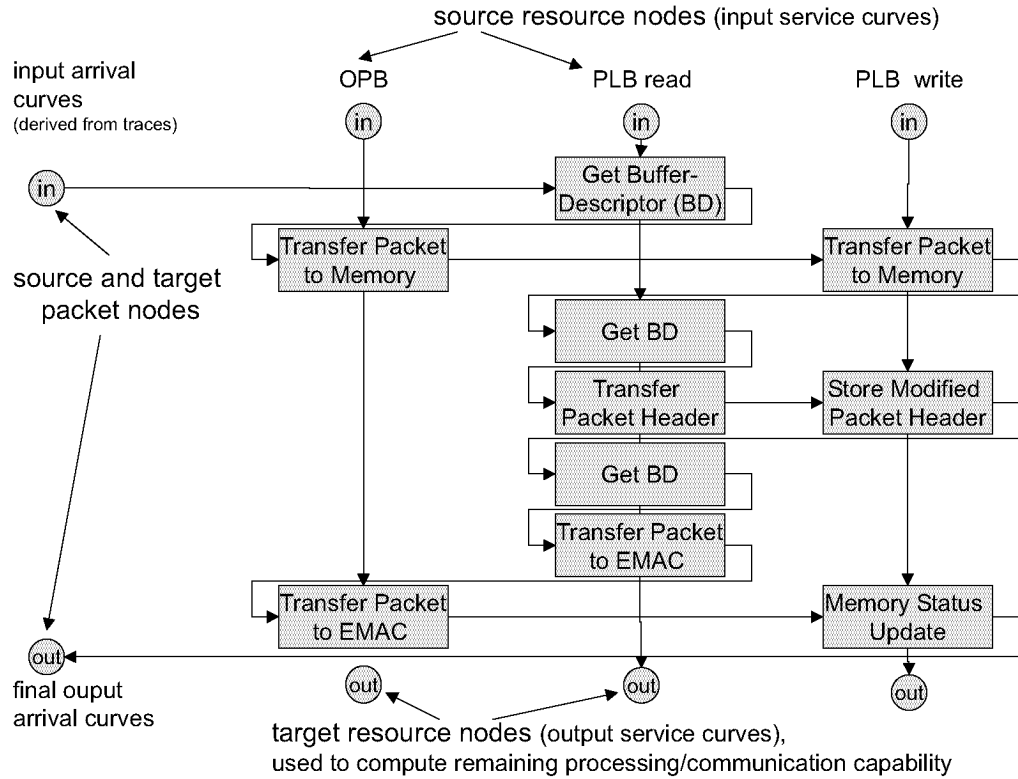 source resource nodes (input service curves)
input arrival
curves
(derived from traces)
OPB
PLB read
PLB write
in
in
in
in
Get Buffer-
Descriptor (BD)
Transfer Packet
to Memory
Transfer Packet
to Memory
source and target
packet nodes
Get BD
Transfer
Packet Header
Store Modified
Packet Header
Get BD
Transfer Packet
to EMAC
Transfer Packet
to EMAC
Memory Status
Update
out
out
out
out
final ouput
arrival curves
target resource nodes (output service curves),
used to compute remaining processing/communication capability